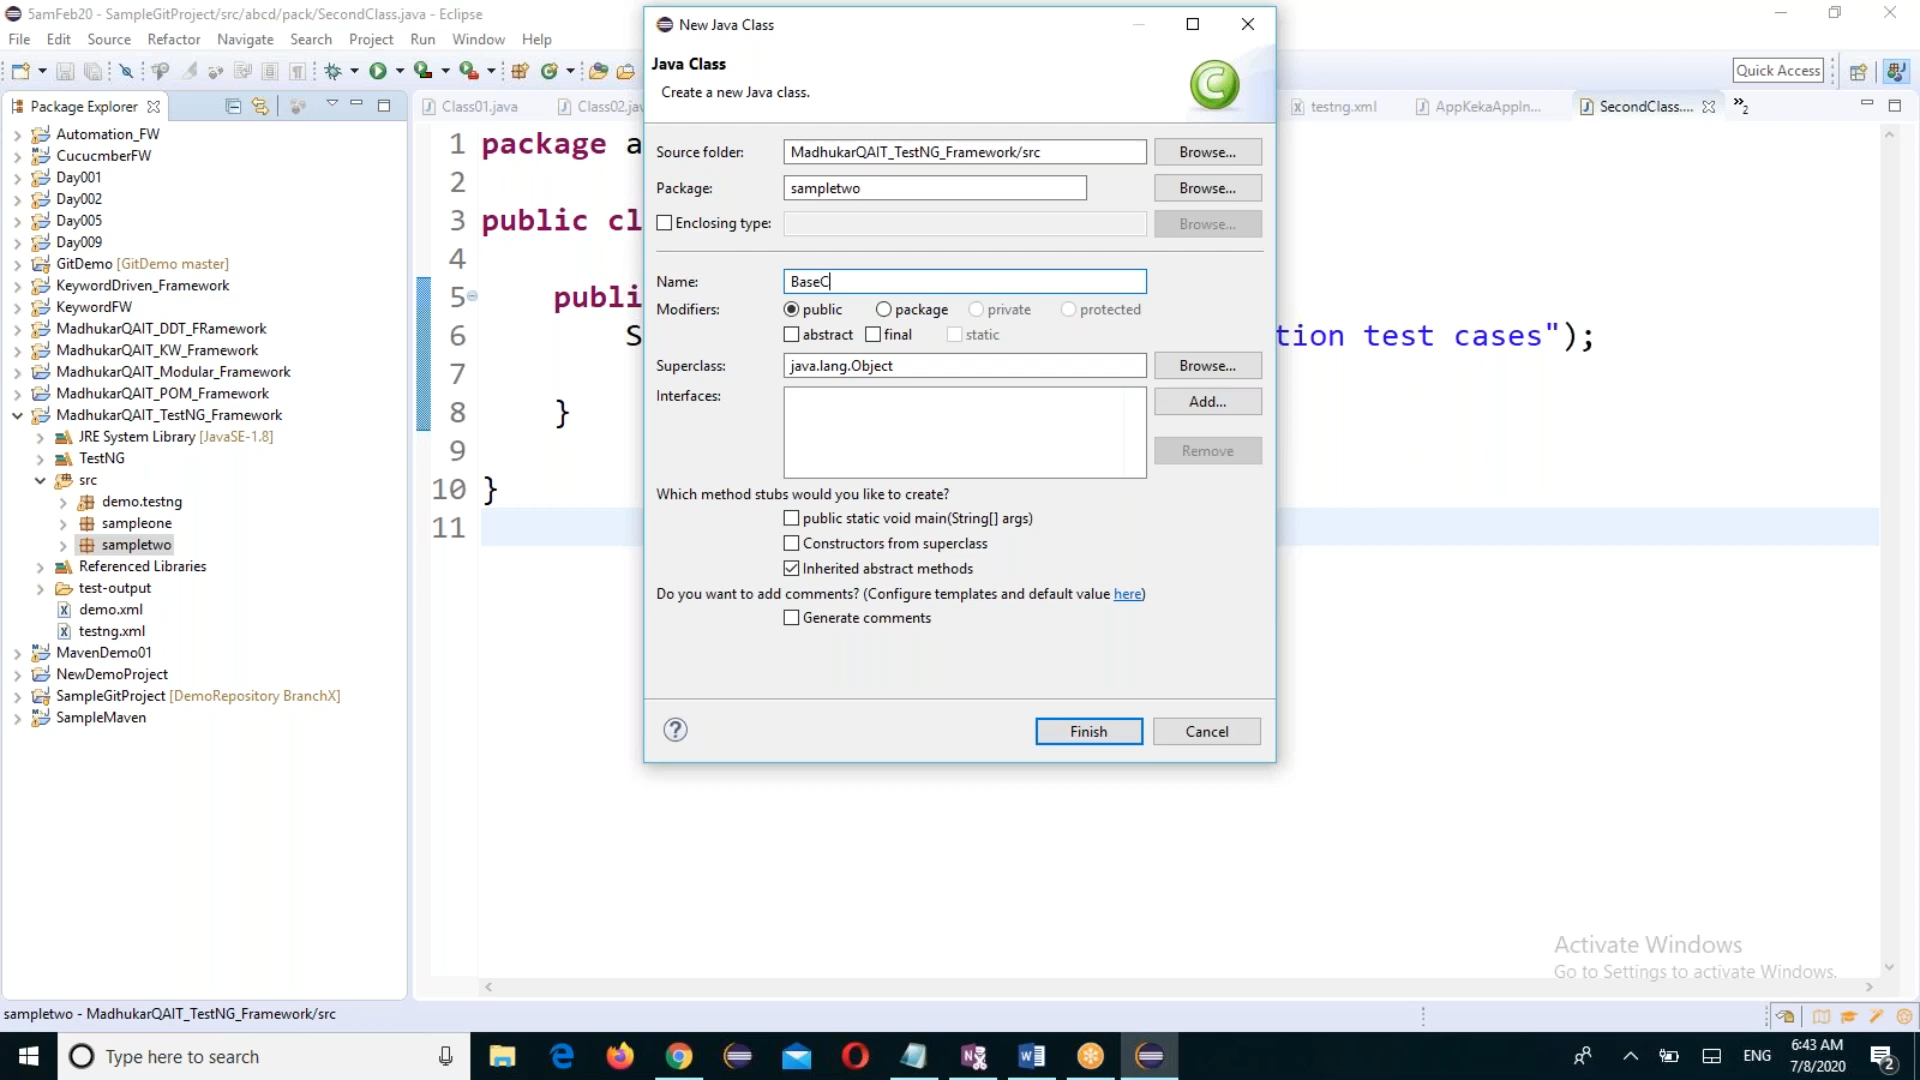 5amFeb20 - SampleGitProject/src/abcd/pack/SecondClass.java - Eclipse
File Edit Source Refactor Navigate Search Project Run Window Help
Quick Access
Package Explorer
Automation_FW
CucucmberFW
Day001
Day002
Day005
Day009
GitDemo [GitDemo master]
KeywordDriven_Framework
KeywordFW
MadhukarQAIT_DDT_FRamework
MadhukarQAIT_KW_Framework
MadhukarQAIT_Modular_Framework
MadhukarQAIT_POM_Framework
MadhukarQAIT_TestNG_Framework
JRE System Library [JavaSE-1.8]
TestNG
src
demo.testng
sampleone
sampletwo
Referenced Libraries
test-output
demo.xml
testng.xml
MavenDemo01
NewDemoProject
SampleGitProject [DemoRepository BranchX]
SampleMaven
Class01.java Class02.jav testng.xml AppKekaAppIn... SecondClass.... »2
1 package a
2
3 public cl
4
5 publi
6 S tion test cases");
7
8 }
9
10 }
11
New Java Class
Java Class
Create a new Java class.
C
Source folder: MadhukarQAIT_TestNG_Framework/src Browse...
Package: sampletwo Browse...
Enclosing type: Browse...
Name: BaseC
Modifiers: public package private protected
abstract final static
Superclass: java.lang.Object Browse...
Interfaces: Add...
Remove
Which method stubs would you like to create?
public static void main(String[] args)
Constructors from superclass
Inherited abstract methods
Do you want to add comments? (Configure templates and default value here)
Generate comments
? Finish Cancel
Activate Windows
Go to Settings to activate Windows.
sampletwo - MadhukarQAIT_TestNG_Framework/src
Type here to search
ENG
6:43 AM
7/8/2020
2